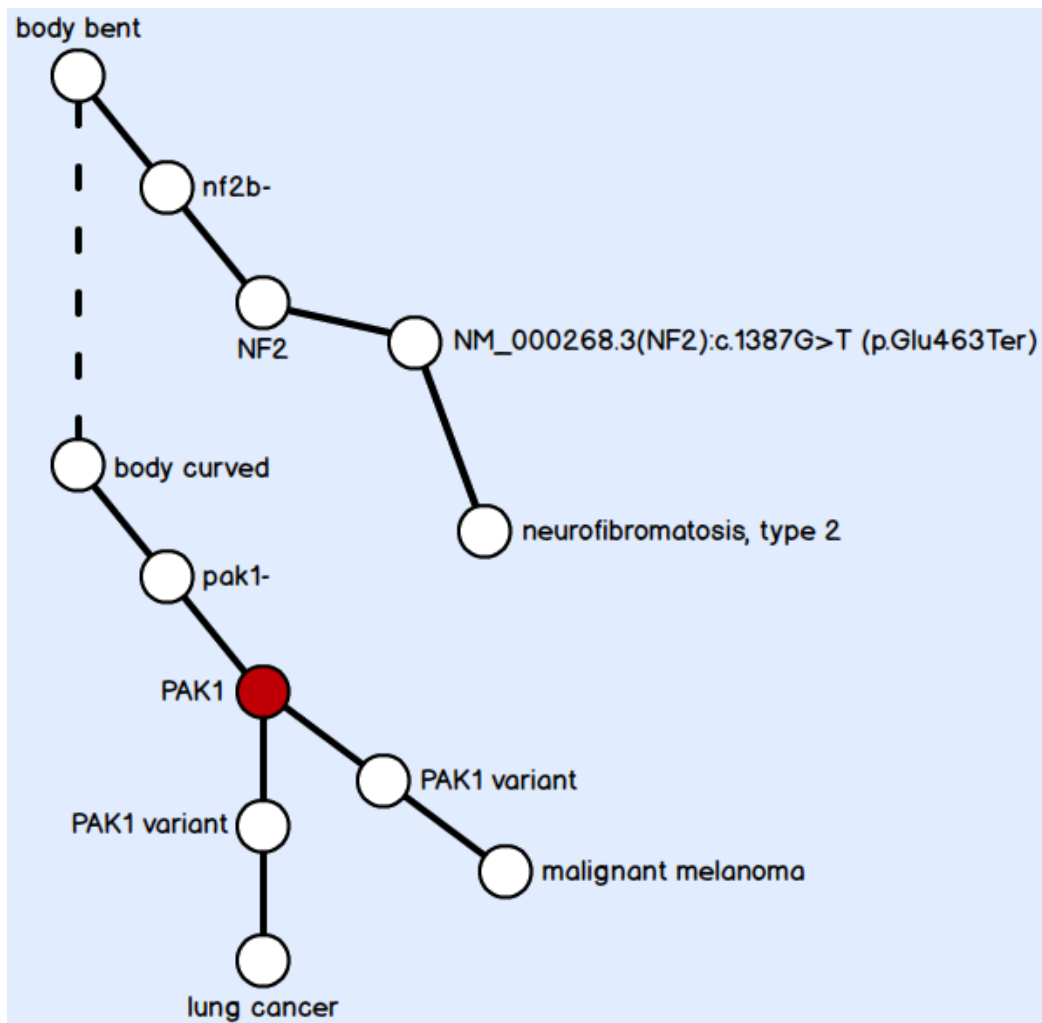 body bent
nf2b-
NF2
NM_000268.3(NF2):c.1387G>T (p.Glu463Ter)
body curved
neurofibromatosis, type 2
pak1-
PAK1
PAK1 variant
PAK1 variant
malignant melanoma
lung cancer